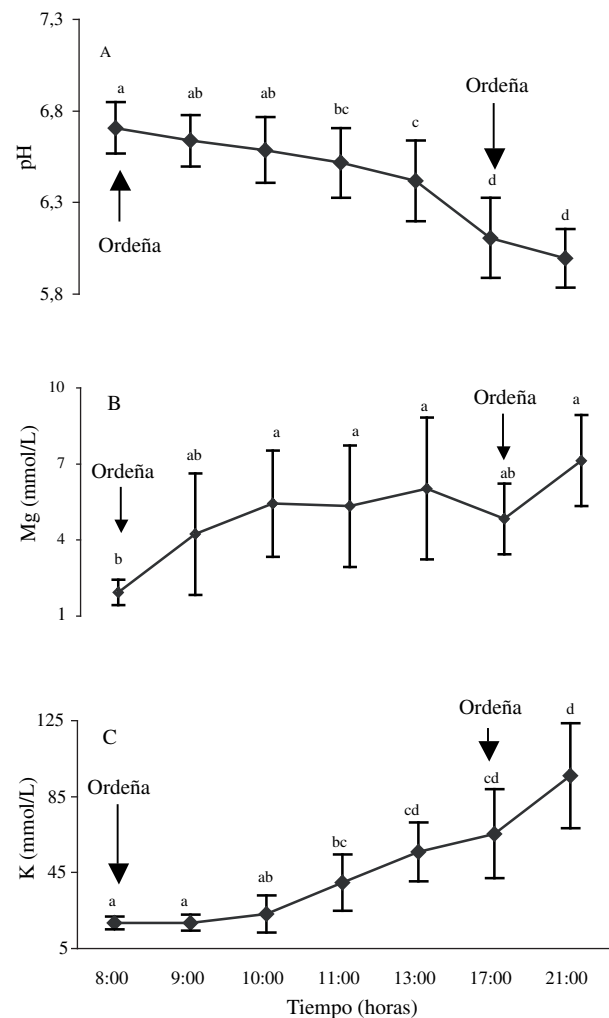 7,3
A
a
ab
ab
Ordeña
6,8
bc
c
pH
d
6,3
d
Ordeña
5,8
10
B
a
a
a
Ordeña
a
ab
7
Ordeña
ab
Mg (mmol/L)
4
b
1
125
C
Ordeña
d
Ordeña
85
cd
cd
K (mmol/L)
bc
45
ab
a
a
5
8:00 9:00 10:00 11:00 13:00 17:00 21:00
Tiempo (horas)